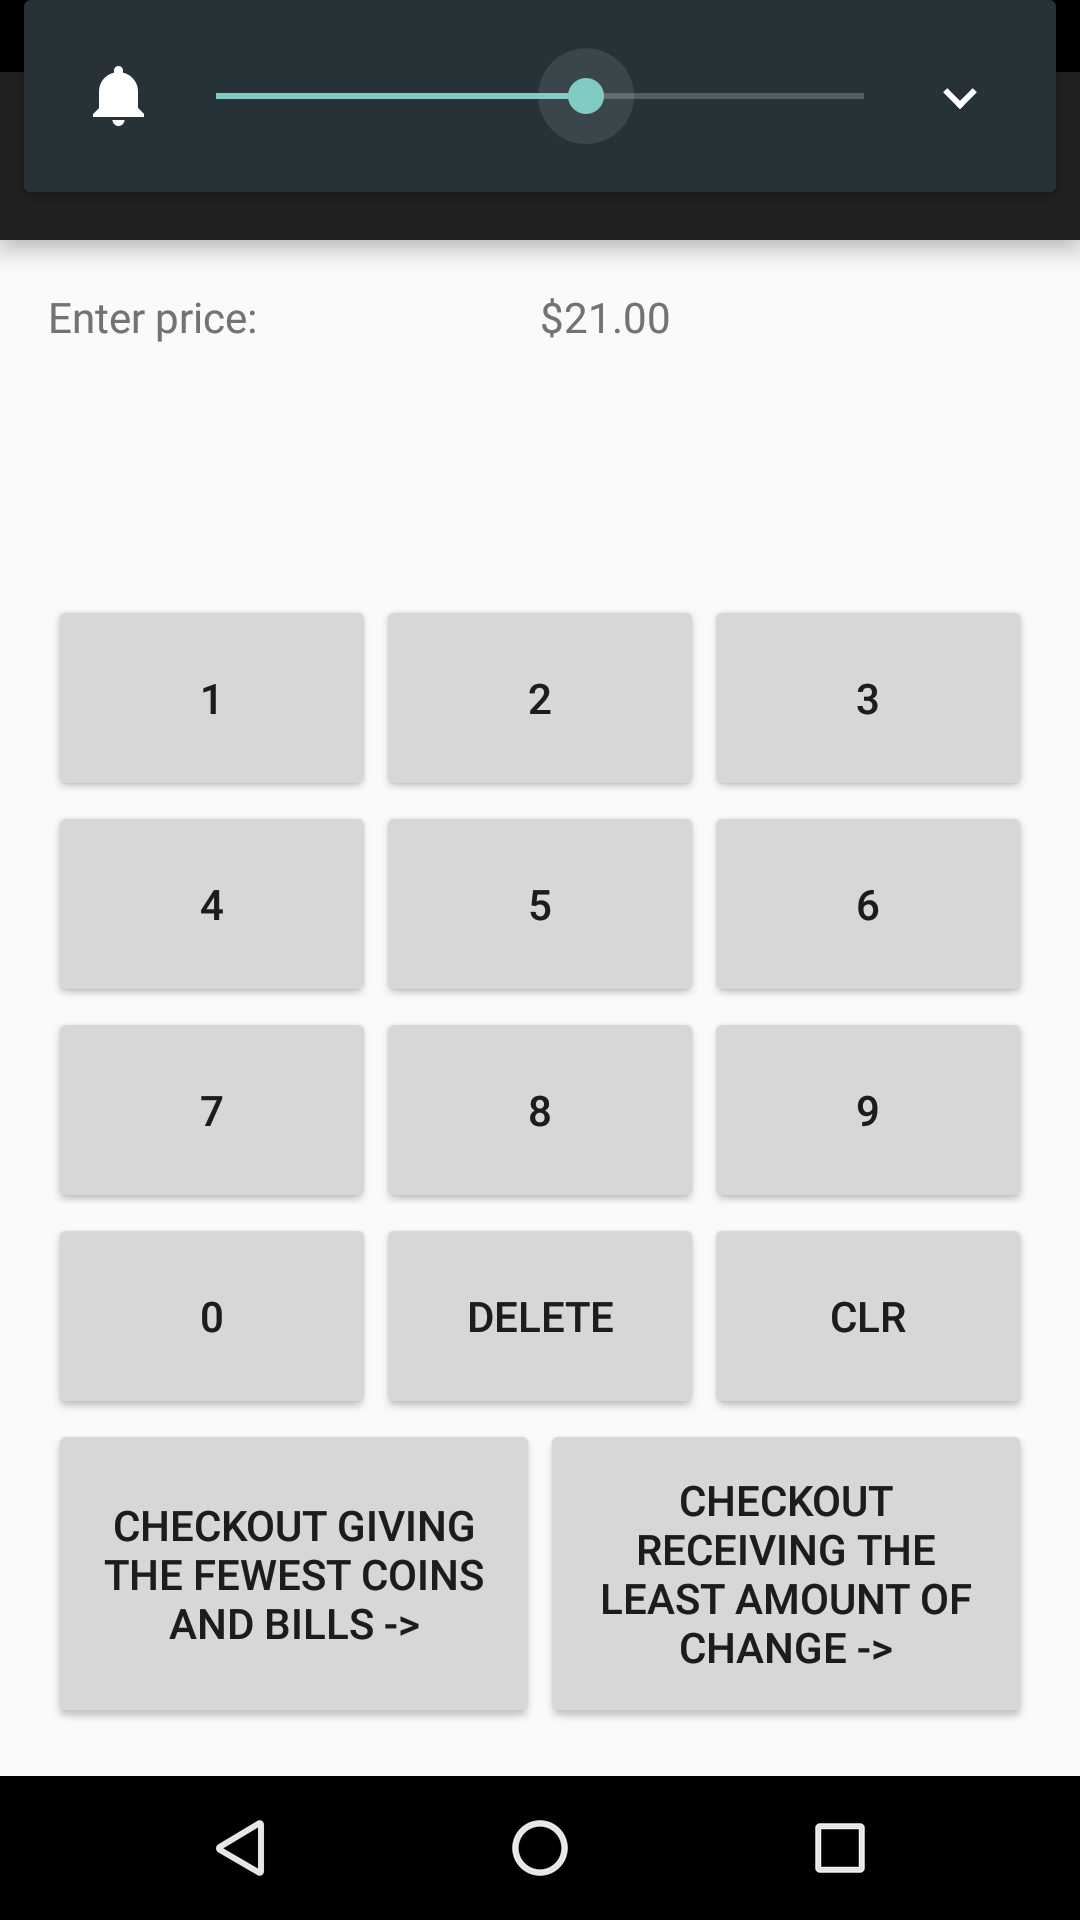 Enter price: $21.00
1 2 3
4 5 6
7 8 9
0 DELETE CLR
CHECKOUT GIVING
THE FEWEST COINS
AND BILLS ->
CHECKOUT
RECEIVING THE
LEAST AMOUNT OF
CHANGE ->